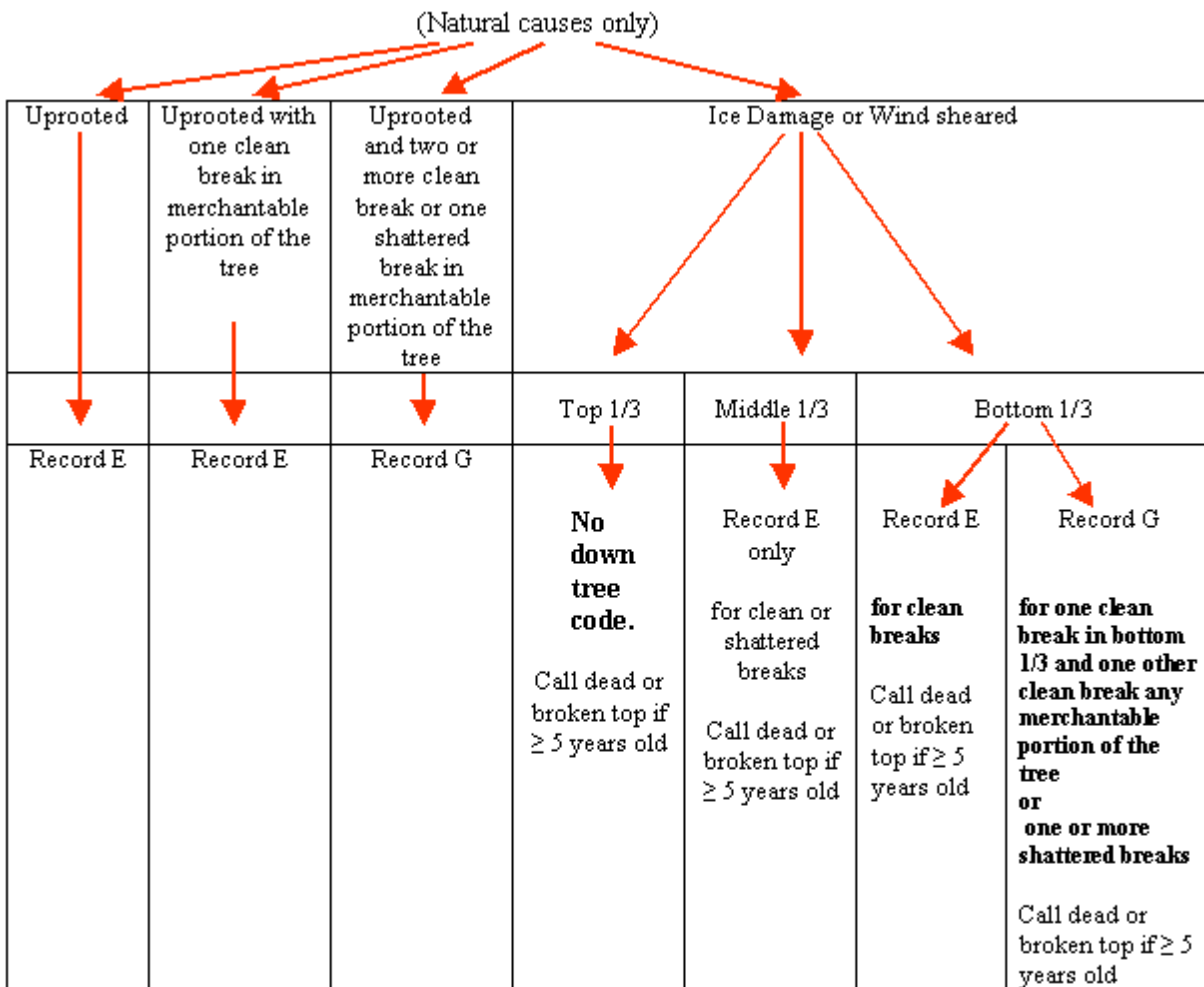 (Natural causes only)
Uprooted
Uprooted with
one clean
break in
merchantable
portion of the
tree
Uprooted
and two or
more clean
break or one
shattered
break in
merchantable
portion of the
tree
Ice Damage or Wind sheared
Top 1/3
Middle 1/3
Bottom 1/3
Record E
Record E
Record G
No
down
tree
code.
Call dead or
broken top if
≥ 5 years old
Record E
only
for clean or
shattered
breaks
Call dead or
broken top if
≥ 5 years old
Record E
for clean
breaks
Call dead
or broken
top if ≥ 5
years old
Record G
for one clean
break in bottom
1/3 and one other
clean break any
merchantable
portion of the
tree
or
one or more
shattered breaks
Call dead or
broken top if ≥ 5
years old